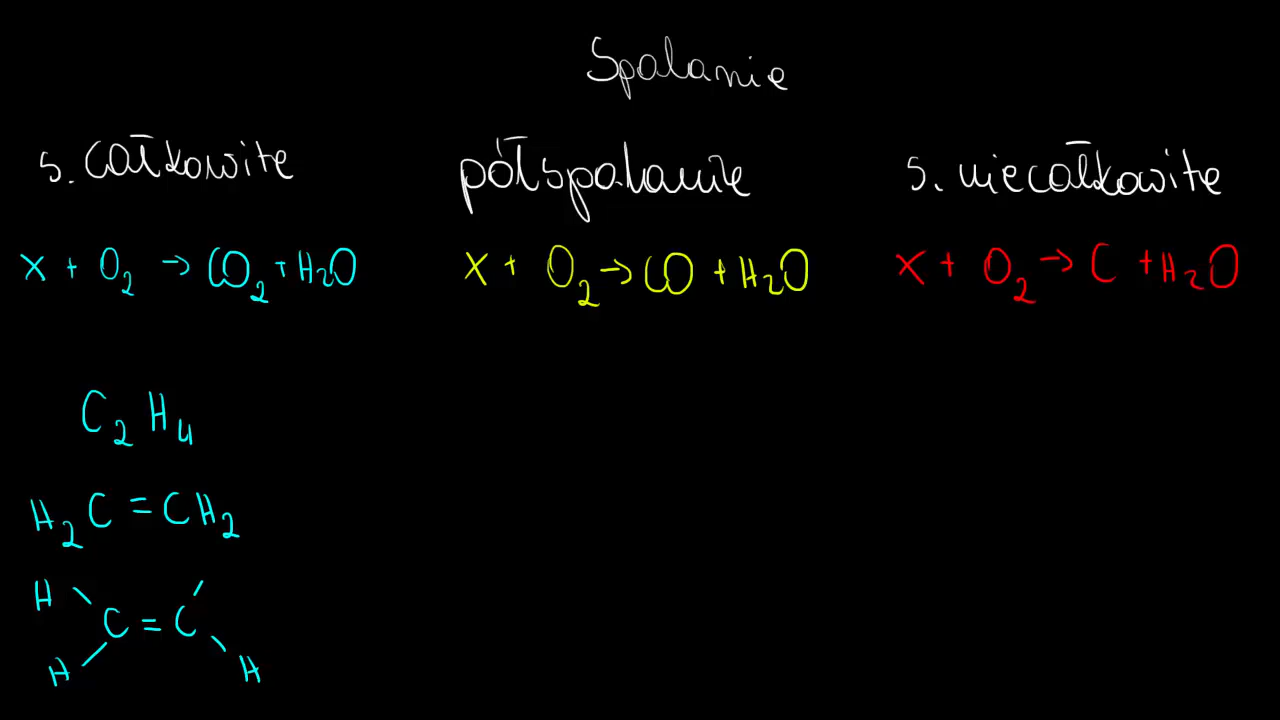 Spalanie
s. całkowite
półspalanie
s. niecałkowite
X + O₂ → CO₂ + H₂O
X + O₂ → CO + H₂O
X + O₂ → C + H₂O
C₂H₄
H₂C = CH₂
H
C = C
H H